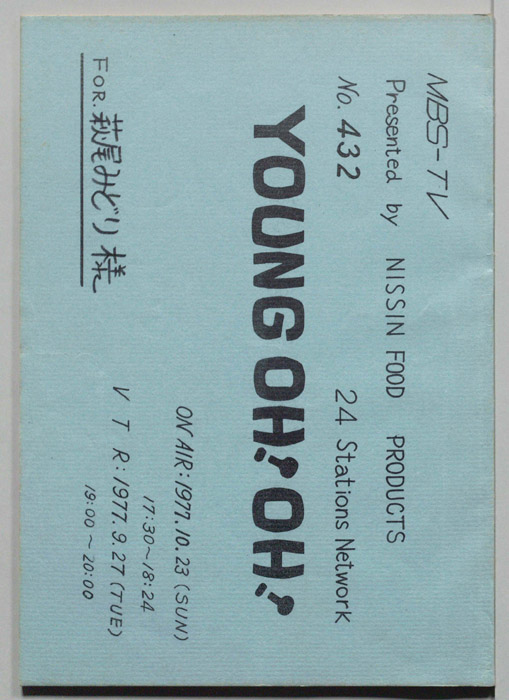 MBS-TV
Presented by NISSIN FOOD PRODUCTS
No. 432 24 Stations Network
YOUNG OH! OH!
ON AIR: 1977. 10. 23 (SUN)
17:30~18:24
V T R: 1977. 9. 27 (TUE)
19:00~20:00
FOR. 萩尾みどり 様